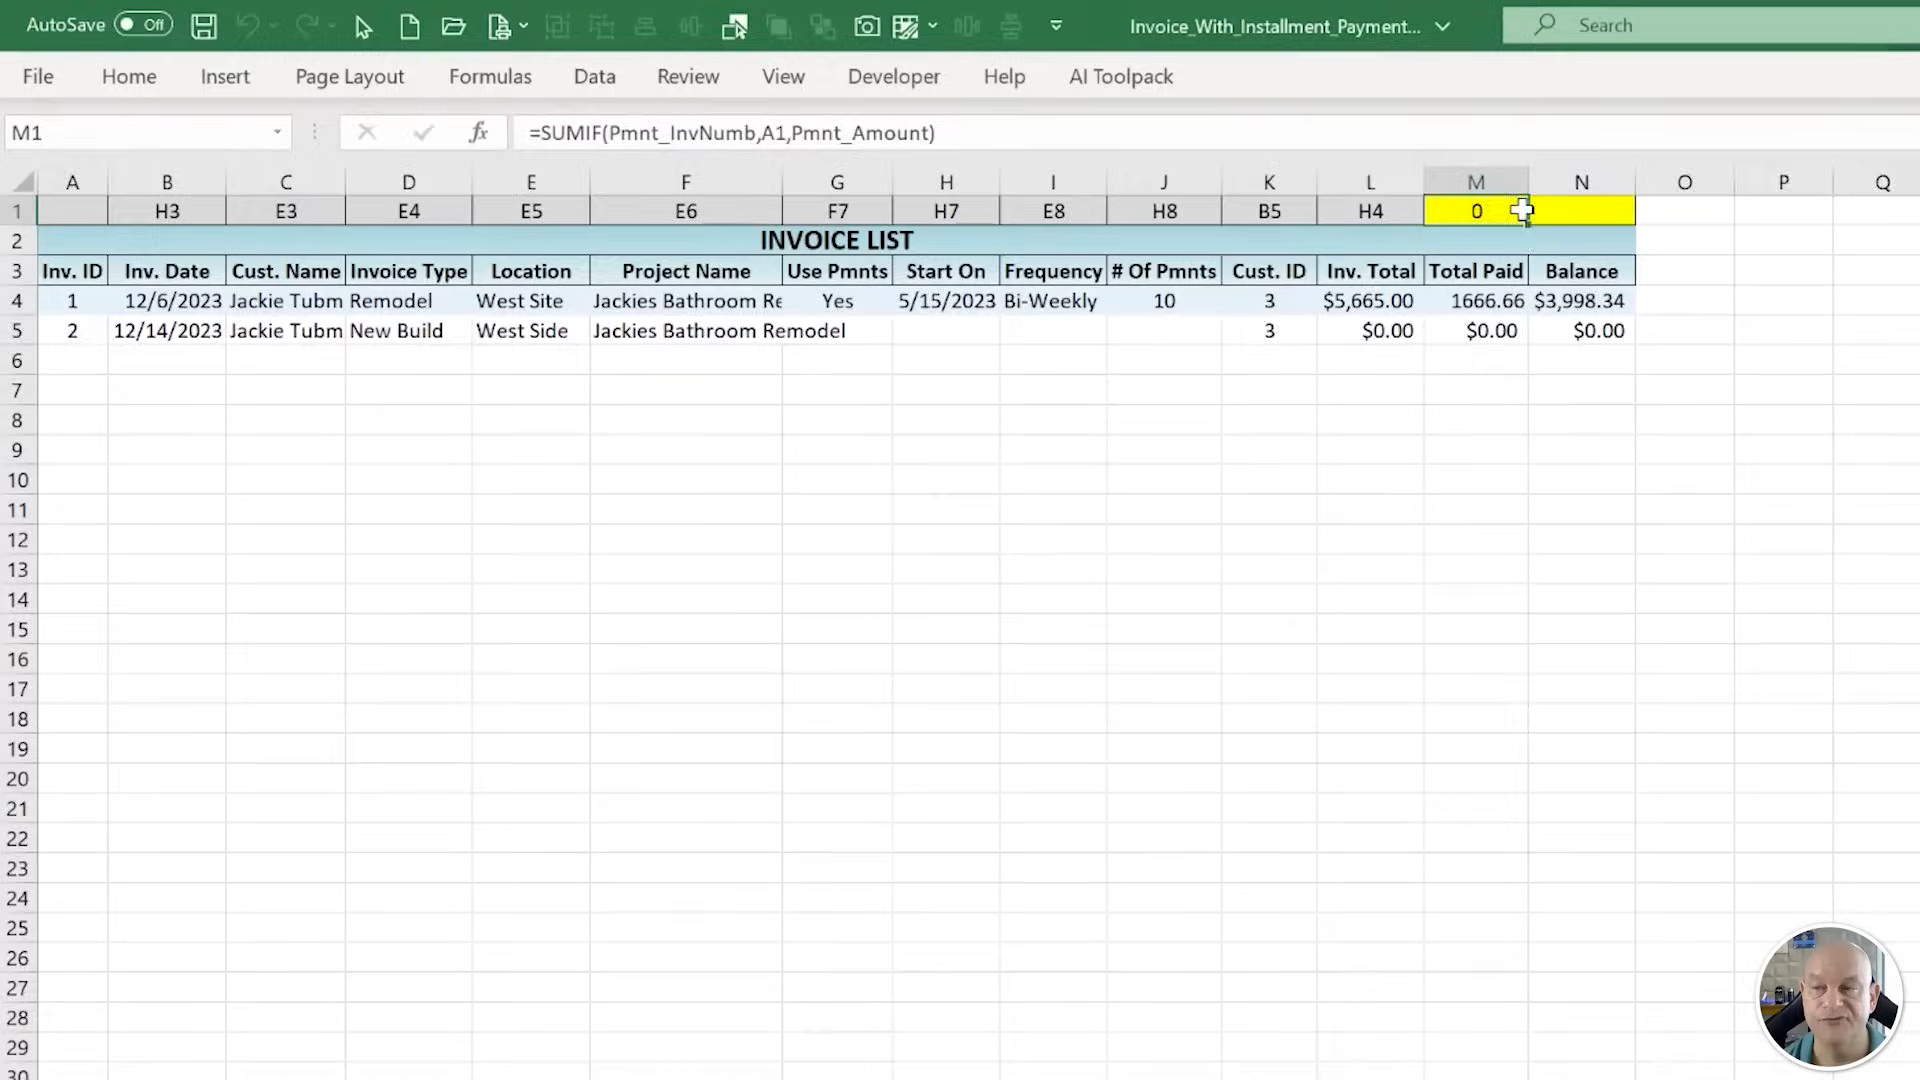 AutoSave Off Invoice_With_Installment_Payment... Search
File Home Insert Page Layout Formulas Data Review View Developer Help AI Toolpack
M1 fx =SUMIF(Pmnt_InvNumb,A1,Pmnt_Amount)
A B C D E F G H I J K L M N O P Q
1 H3 E3 E4 E5 E6 F7 H7 E8 H8 B5 H4 0
2 INVOICE LIST
3 Inv. ID Inv. Date Cust. Name Invoice Type Location Project Name Use Pmnts Start On Frequency # Of Pmnts Cust. ID Inv. Total Total Paid Balance
4 1 12/6/2023 Jackie Tubm Remodel West Site Jackies Bathroom Re Yes 5/15/2023 Bi-Weekly 10 3 $5,665.00 1666.66 $3,998.34
5 2 12/14/2023 Jackie Tubm New Build West Side Jackies Bathroom Remodel 3 $0.00 $0.00 $0.00
6
7
8
9
10
11
12
13
14
15
16
17
18
19
20
21
22
23
24
25
26
27
28
29
30